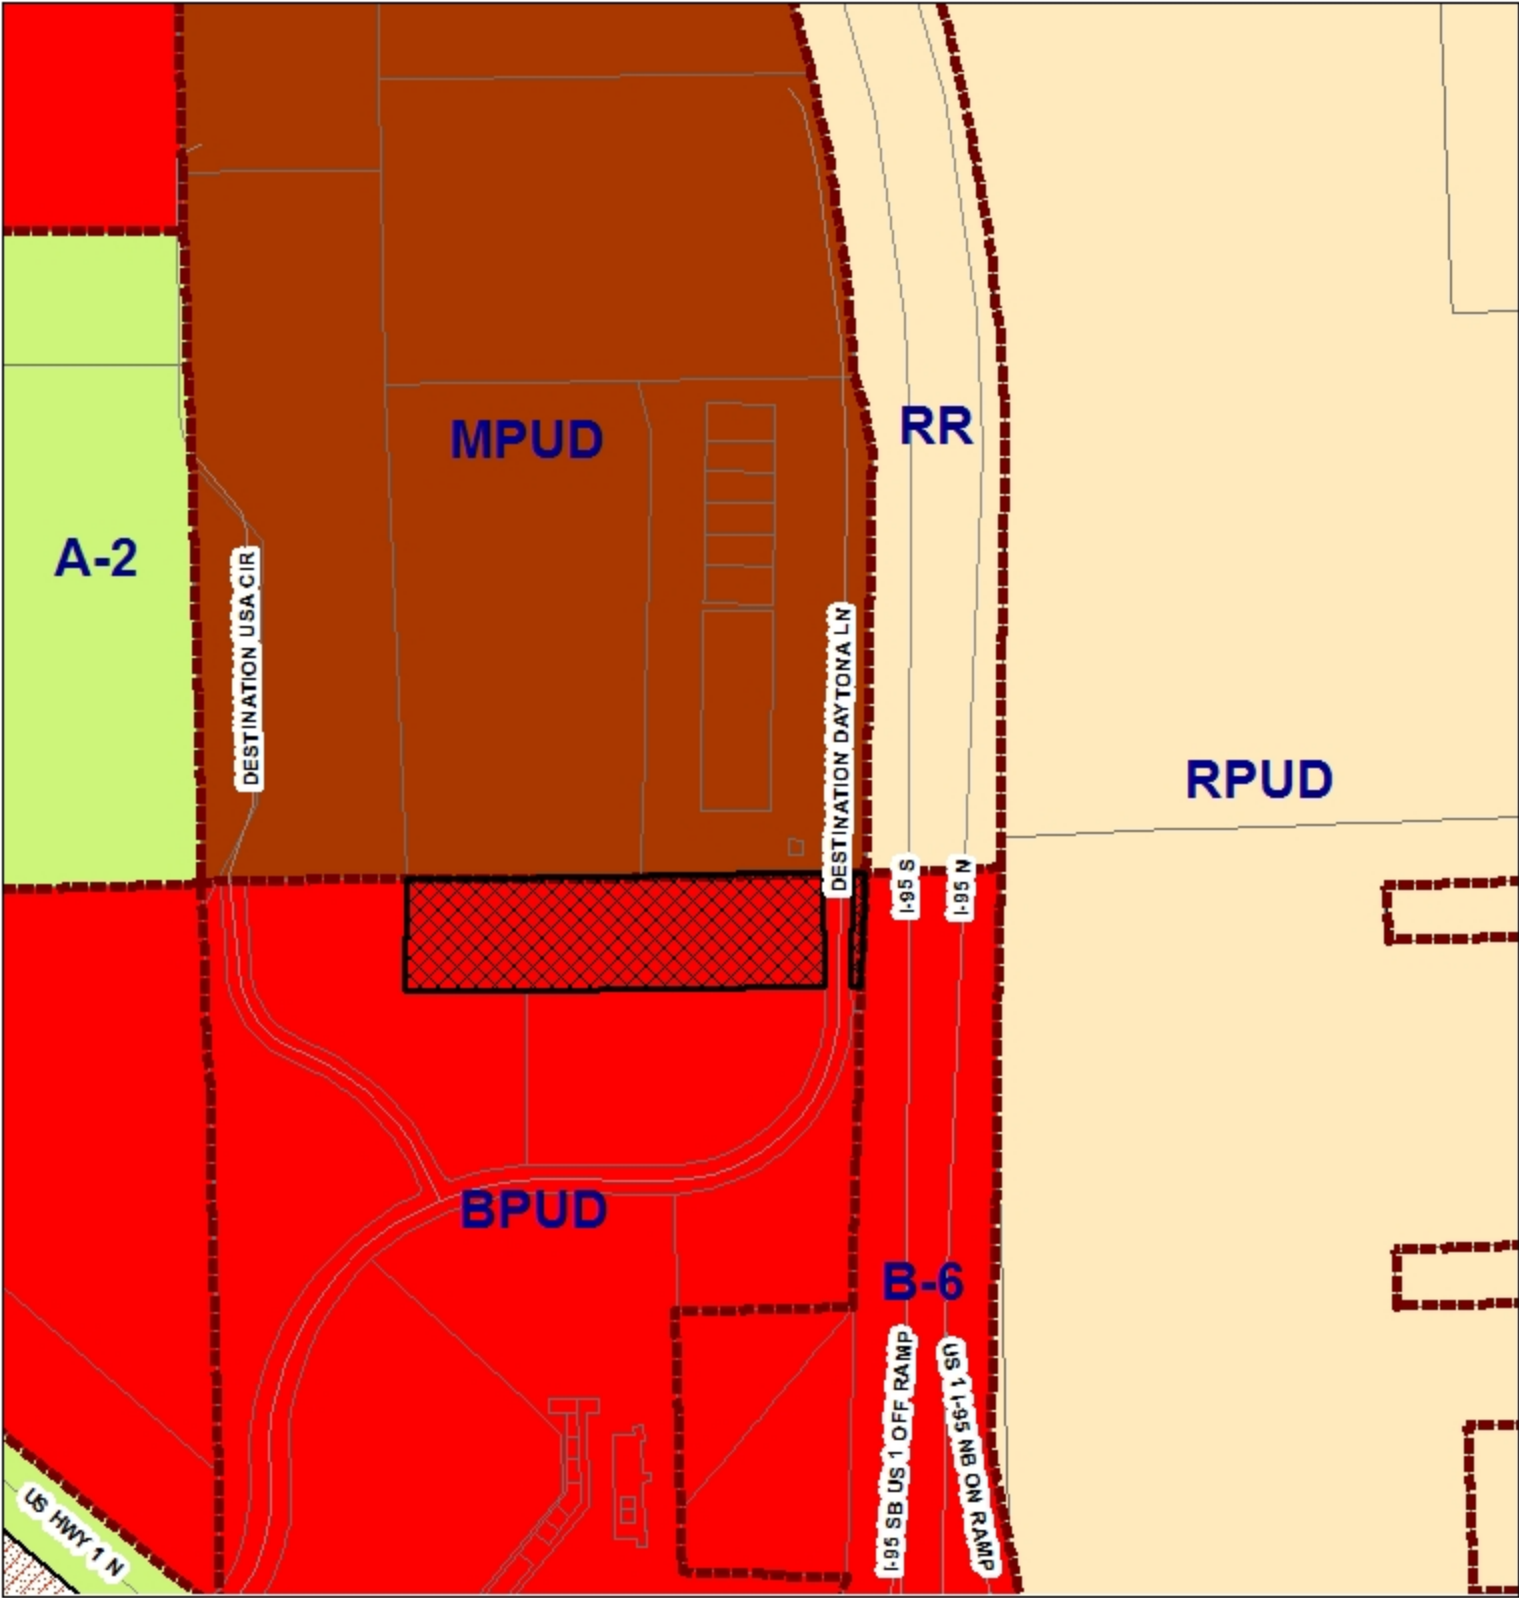 RR
MPUD
A-2
DESTINATION USA CIR
DESTINATION DAYTONA LN
RPUD
I-95 S
I-95 N
BPUD
B-6
I-95 SB US 1 OFF RAMP
US 1 I-95 NB ON RAMP
US HWY 1 N